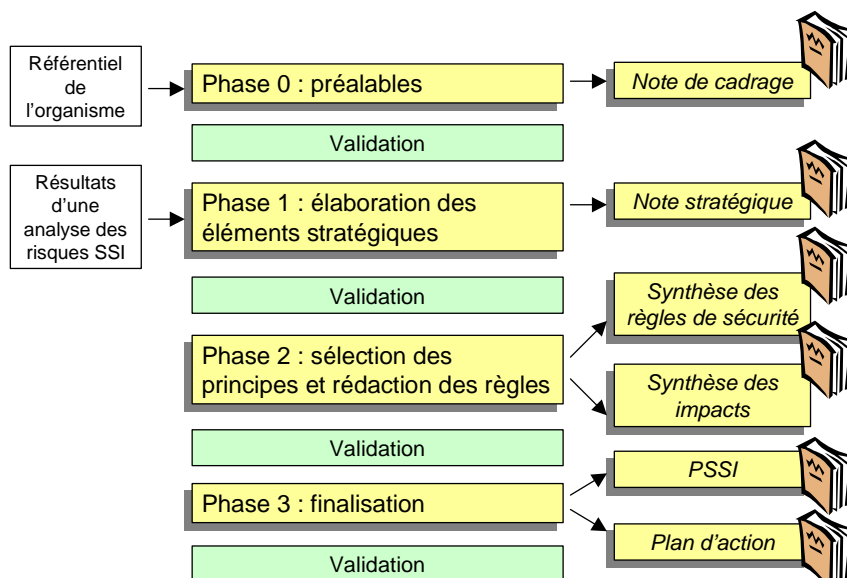 Référentiel
de
l'organisme
Phase 0 : préalables
Note de cadrage
Validation
Résultats
d'une
analyse des
risques SSI
Phase 1 : élaboration des
éléments stratégiques
Note stratégique
Validation
Synthèse des
règles de sécurité
Phase 2 : sélection des
principes et rédaction des règles
Synthèse des
impacts
Validation
PSSI
Phase 3 : finalisation
Plan d'action
Validation